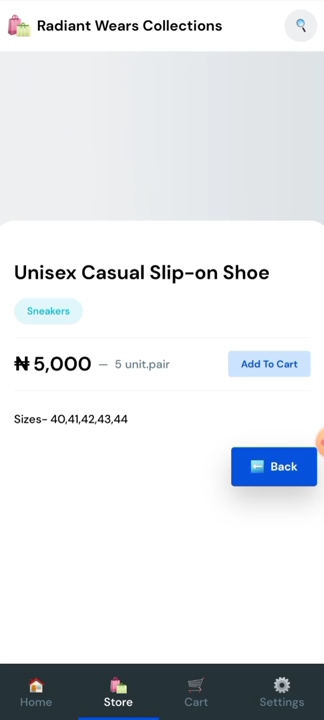 Radiant Wears Collections
Unisex Casual Slip-on Shoe
Sneakers
₦ 5,000 — 5 unit.pair Add To Cart
Sizes- 40,41,42,43,44
Back
Home Store Cart Settings